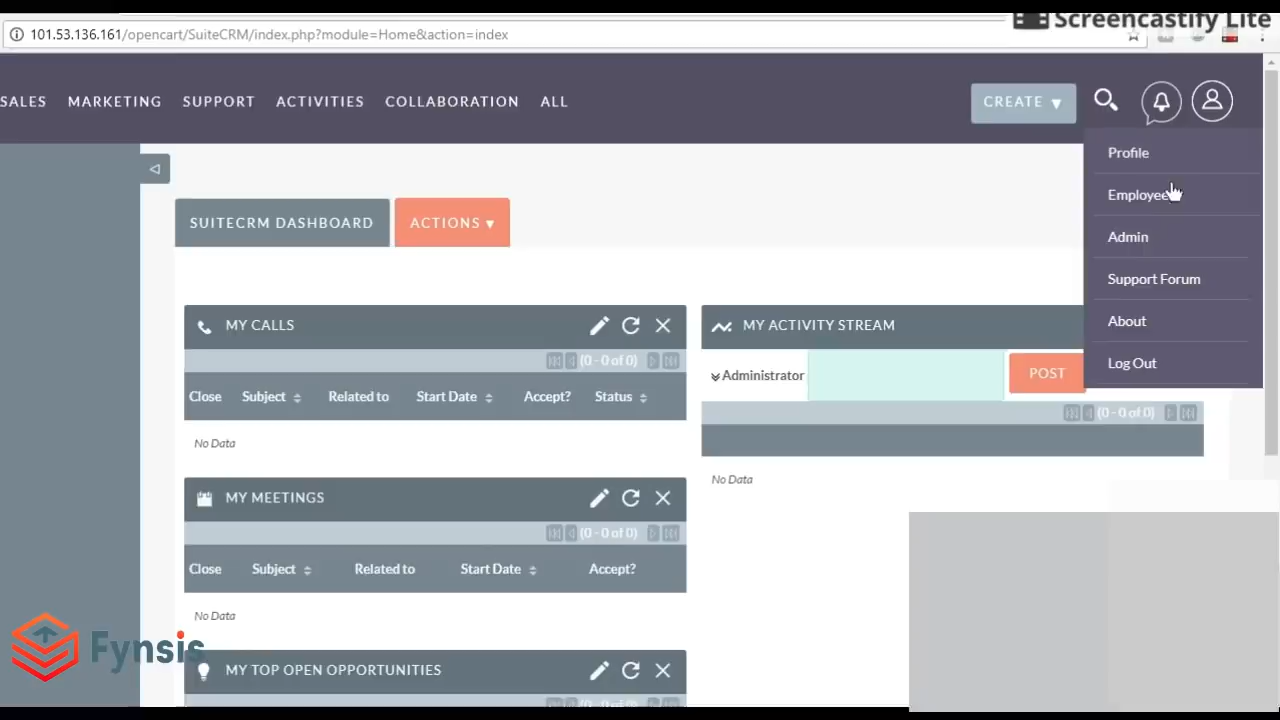 Screencastify Lite
101.53.136.161/opencart/SuiteCRM/index.php?module=Home&action=index
SALES MARKETING SUPPORT ACTIVITIES COLLABORATION ALL
CREATE ▼
Profile
Employee
Admin
Support Forum
About
Log Out
SUITECRM DASHBOARD
ACTIONS ▼
MY CALLS
(0 - 0 of 0)
Close Subject Related to Start Date Accept? Status
No Data
MY ACTIVITY STREAM
Administrator
POST
(0 - 0 of 0)
No Data
MY MEETINGS
(0 - 0 of 0)
Close Subject Related to Start Date Accept?
No Data
MY TOP OPEN OPPORTUNITIES
Fynsis